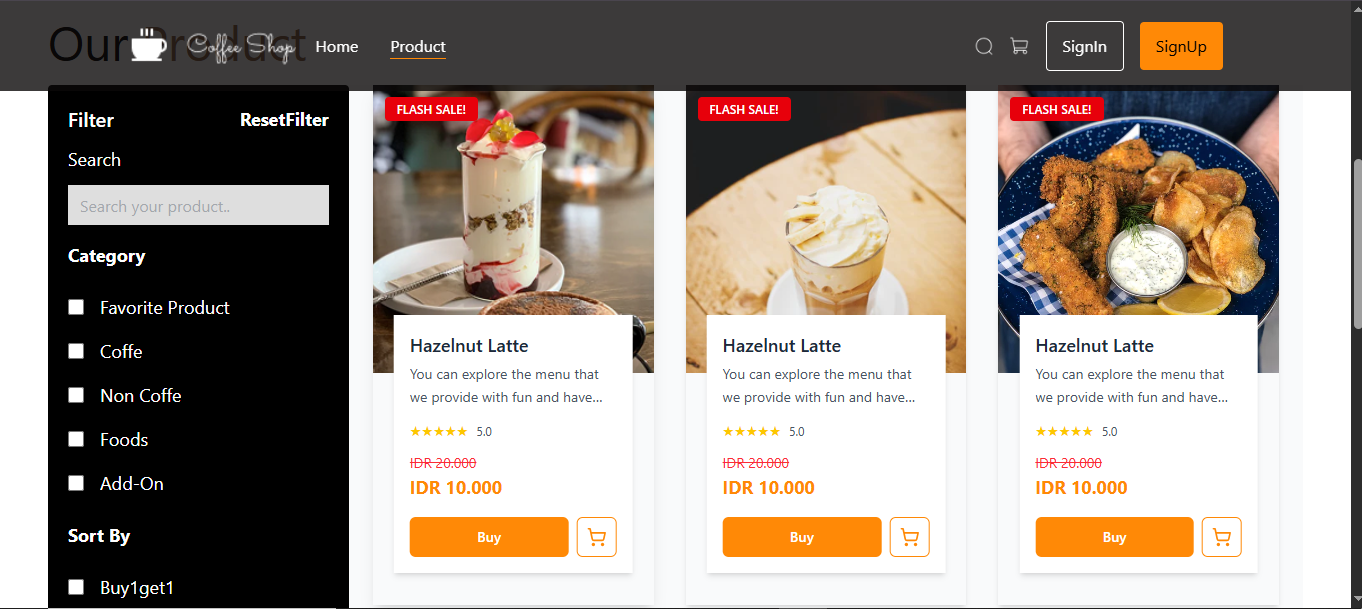 Our Product
Coffee Shop
Home
Product
SignIn
SignUp
Filter
ResetFilter
Search
Search your product..
Category
Favorite Product
Coffe
Non Coffe
Foods
Add-On
Sort By
Buy1get1
FLASH SALE!
Hazelnut Latte
You can explore the menu that
we provide with fun and have...
★★★★★ 5.0
IDR 20.000
IDR 10.000
Buy
FLASH SALE!
Hazelnut Latte
You can explore the menu that
we provide with fun and have...
★★★★★ 5.0
IDR 20.000
IDR 10.000
Buy
FLASH SALE!
Hazelnut Latte
You can explore the menu that
we provide with fun and have...
★★★★★ 5.0
IDR 20.000
IDR 10.000
Buy